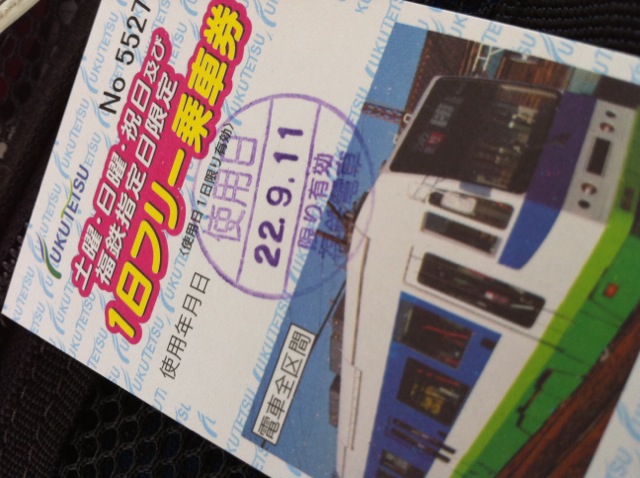 No 5527
FUKUTETSU
土曜・日曜・祝日及び
福鉄指定日限定
1日フリー乗車券
〈使用日1日限り有効〉
使用年月日
使用日
22.9.11
限り有効
電車全区間